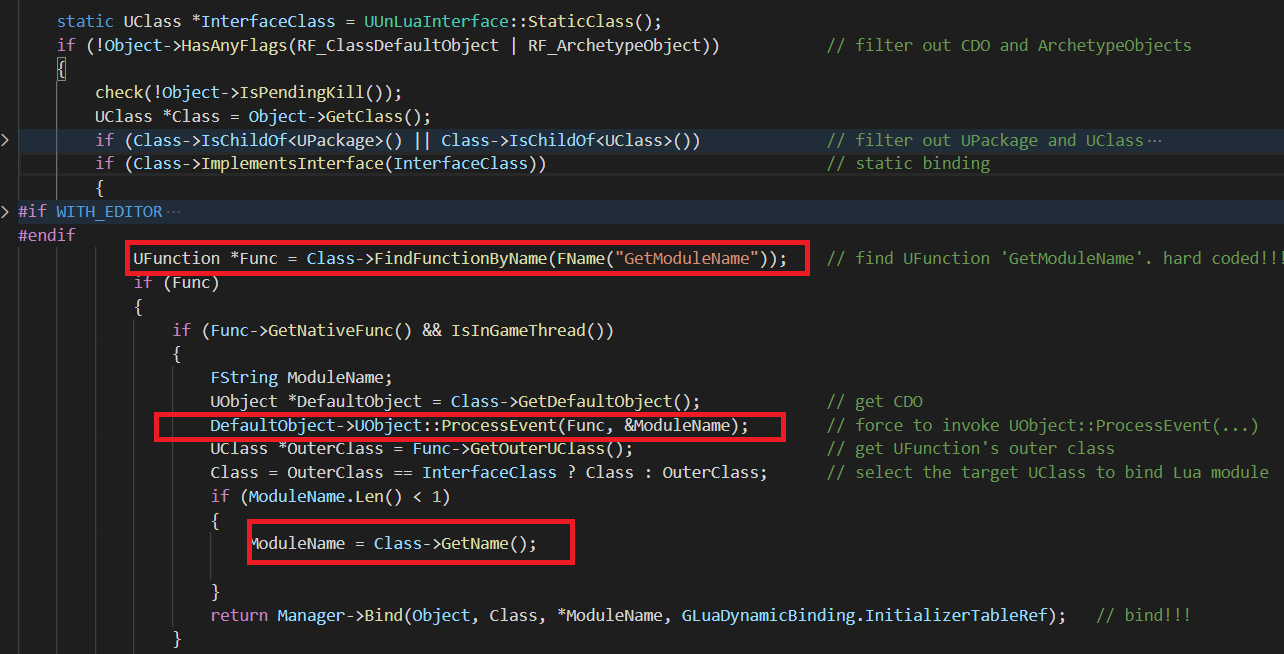 static UClass *InterfaceClass = UUnLuaInterface::StaticClass();
if (!Object->HasAnyFlags(RF_ClassDefaultObject | RF_ArchetypeObject)) // filter out CDO and ArchetypeObjects
{
check(!Object->IsPendingKill());
UClass *Class = Object->GetClass();
if (Class->IsChildOf<UPackage>() || Class->IsChildOf<UClass>()) // filter out UPackage and UClass ···
if (Class->ImplementsInterface(InterfaceClass)) // static binding
{
#if WITH_EDITOR ···
#endif
UFunction *Func = Class->FindFunctionByName(FName("GetModuleName")); // find UFunction 'GetModuleName'. hard coded!!!
if (Func)
{
if (Func->GetNativeFunc() && IsInGameThread())
{
FString ModuleName;
UObject *DefaultObject = Class->GetDefaultObject(); // get CDO
DefaultObject->UObject::ProcessEvent(Func, &ModuleName); // force to invoke UObject::ProcessEvent(...)
UClass *OuterClass = Func->GetOuterUClass(); // get UFunction's outer class
Class = OuterClass == InterfaceClass ? Class : OuterClass; // select the target UClass to bind Lua module
if (ModuleName.Len() < 1)
{
ModuleName = Class->GetName();
}
return Manager->Bind(Object, Class, *ModuleName, GLuaDynamicBinding.InitializerTableRef); // bind!!!
}